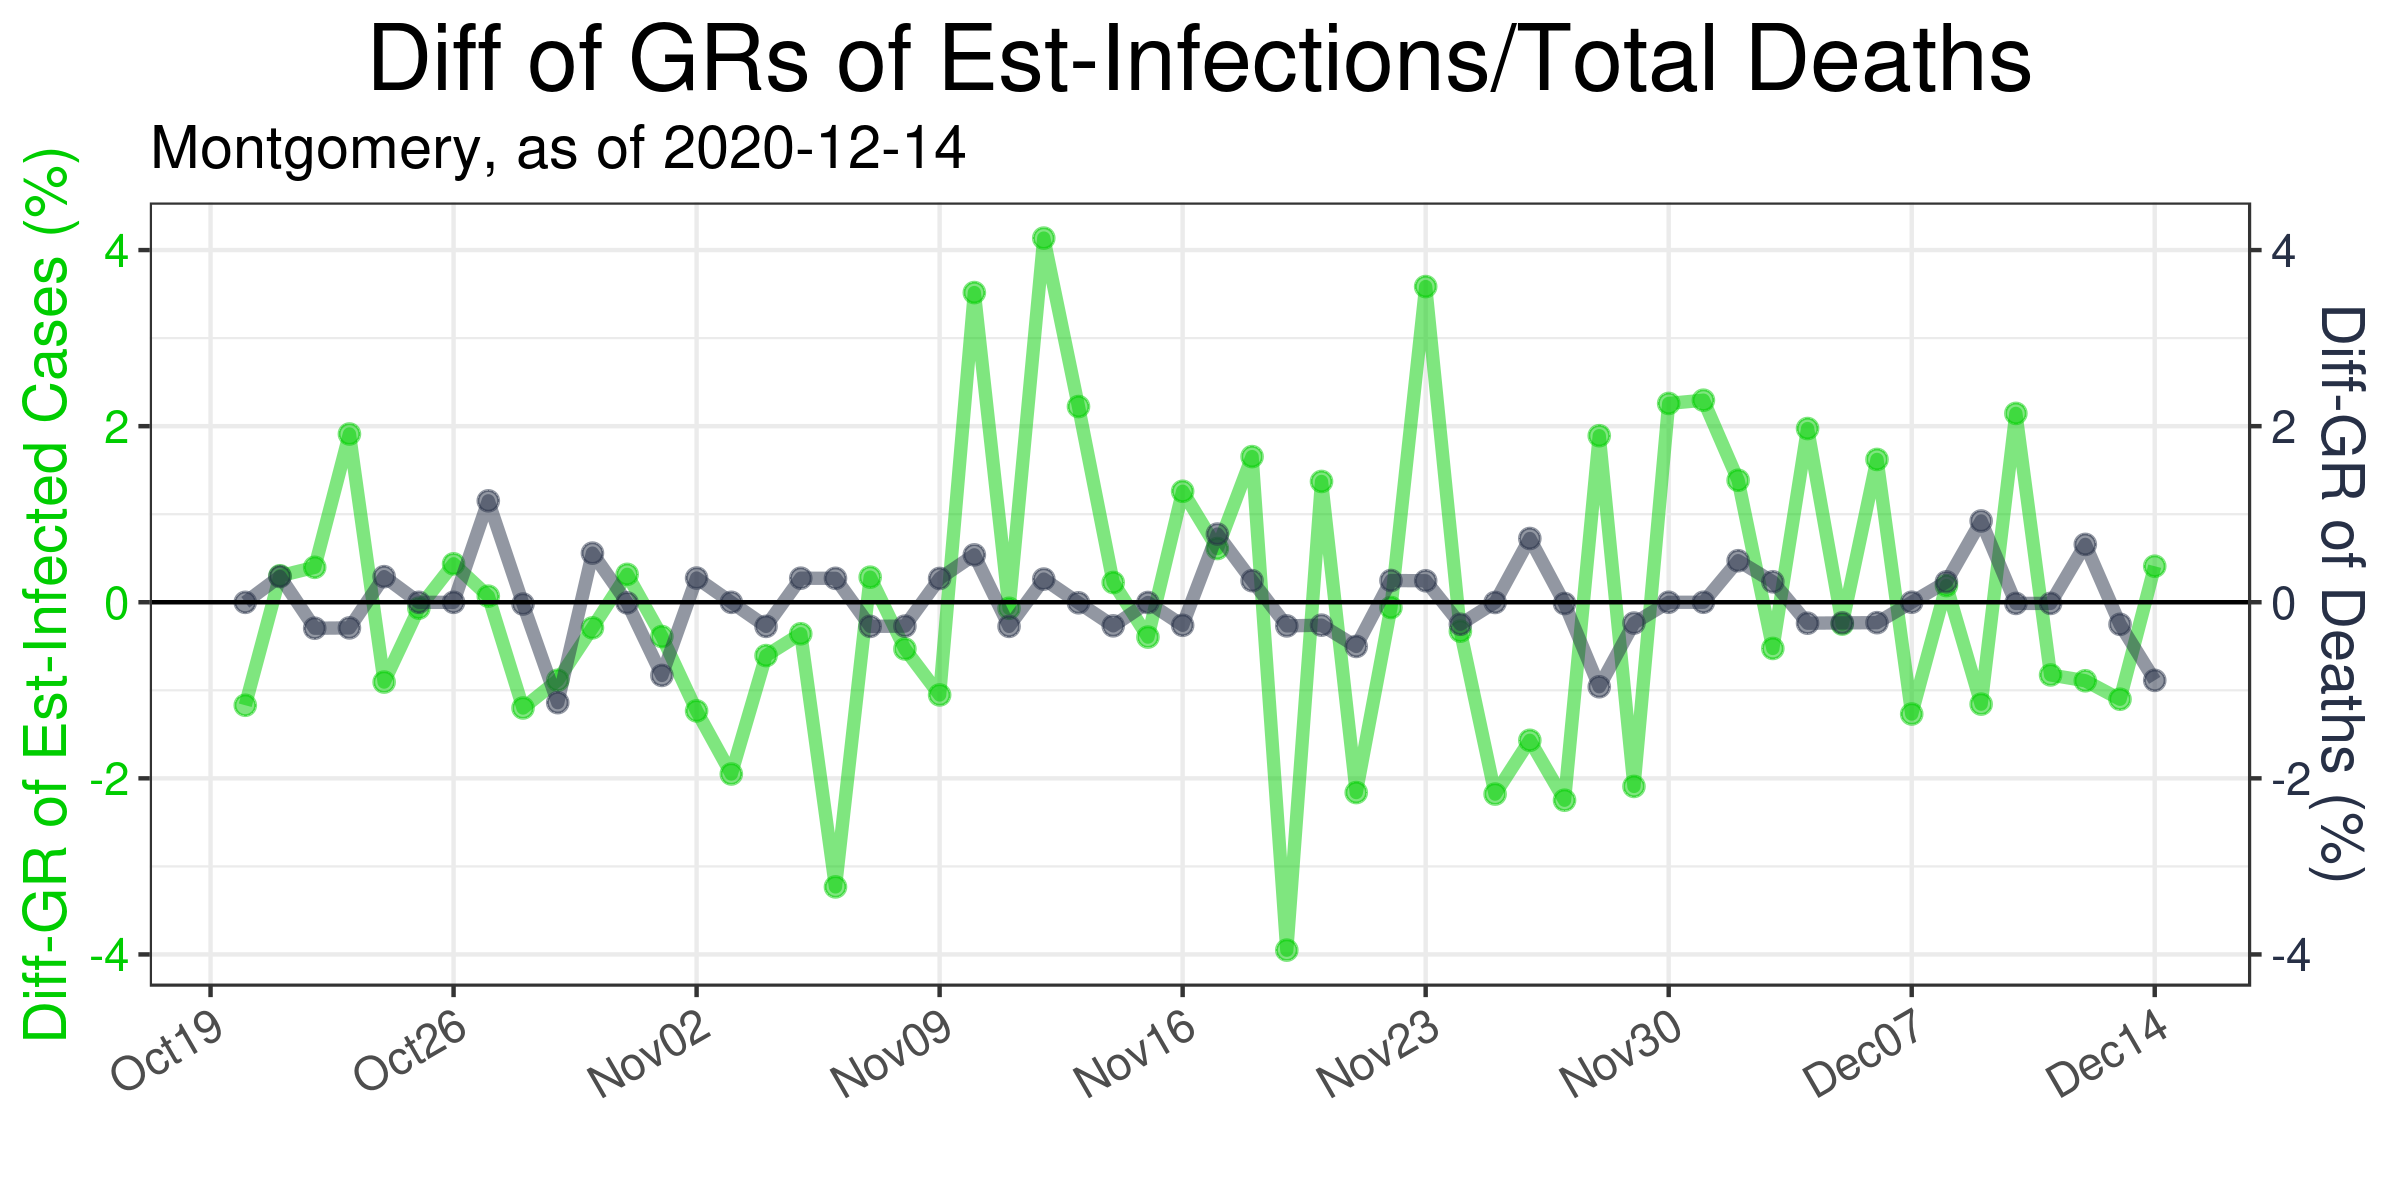 Diff of GRs of Est-Infections/Total Deaths
Montgomery, as of 2020-12-14
Diff-GR of Est-Infected Cases (%)
4
2
0
-2
-4
4
2
0
-2
-4
Diff-GR of Deaths (%)
Oct19
Oct26
Nov02
Nov09
Nov16
Nov23
Nov30
Dec07
Dec14